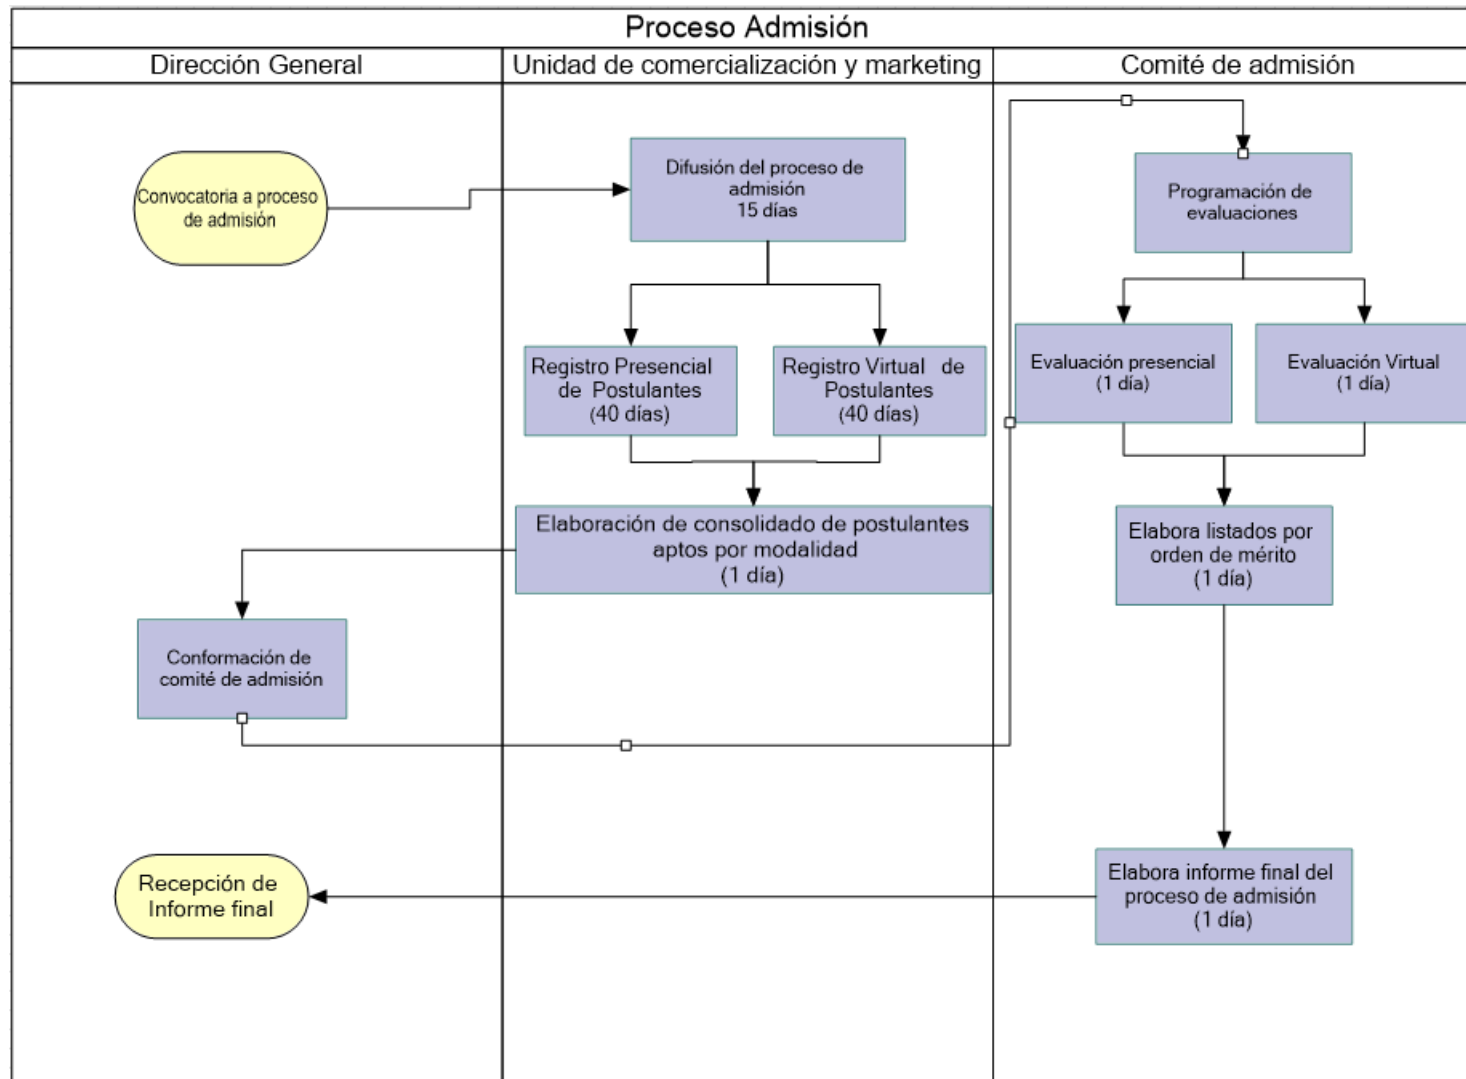 Proceso Admisión
Dirección General
Unidad de comercialización y marketing
Comité de admisión
Convocatoria a proceso
de admisión
Difusión del proceso de
admisión
15 días
Registro Presencial
de Postulantes
(40 días)
Registro Virtual de
Postulantes
(40 días)
Elaboración de consolidado de postulantes
aptos por modalidad
(1 día)
Conformación de
comité de admisión
Programación de
evaluaciones
Evaluación presencial
(1 día)
Evaluación Virtual
(1 día)
Elabora listados por
orden de mérito
(1 día)
Elabora informe final del
proceso de admisión
(1 día)
Recepción de
Informe final